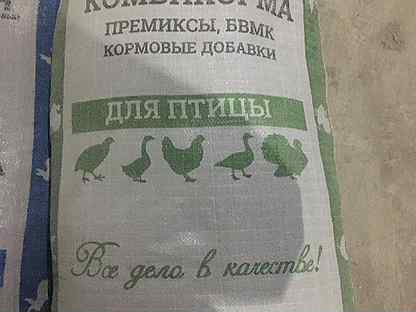 КОМБИКОРМА
ПРЕМИКСЫ, БВМК
КОРМОВЫЕ ДОБАВКИ
ДЛЯ ПТИЦЫ
Все дело в качестве!